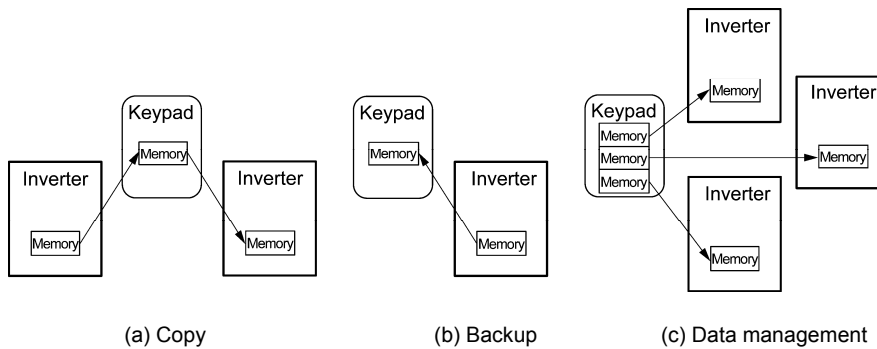 Keypad
Memory
Inverter
Memory
Inverter
Memory
(a) Copy
Keypad
Memory
Inverter
Memory
(b) Backup
Inverter
Memory
Keypad
Memory
Memory
Memory
Inverter
Memory
Inverter
Memory
(c) Data management